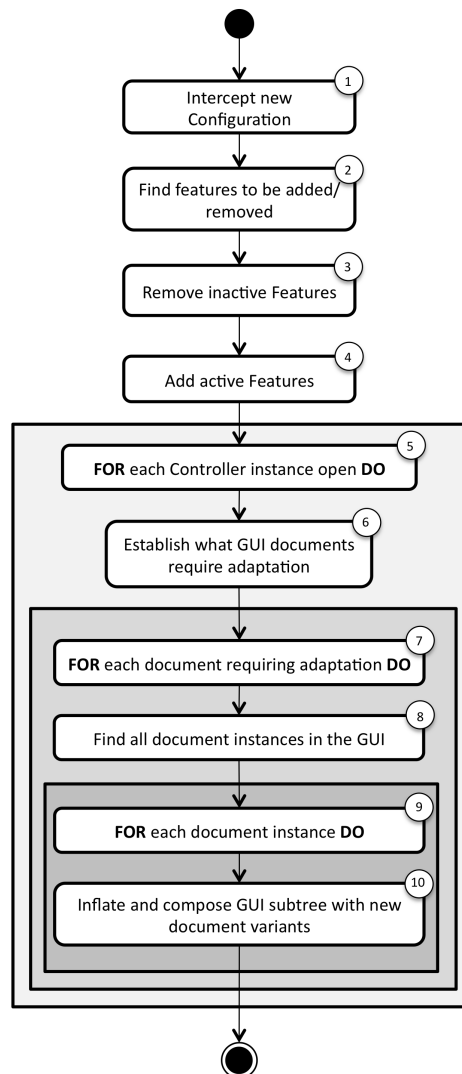 1
Intercept new
Configuration
2
Find features to be added/
removed
3
Remove inactive Features
4
Add active Features
5
FOR each Controller instance open DO
6
Establish what GUI documents
require adaptation
7
FOR each document requiring adaptation DO
8
Find all document instances in the GUI
9
FOR each document instance DO
10
Inflate and compose GUI subtree with new
document variants